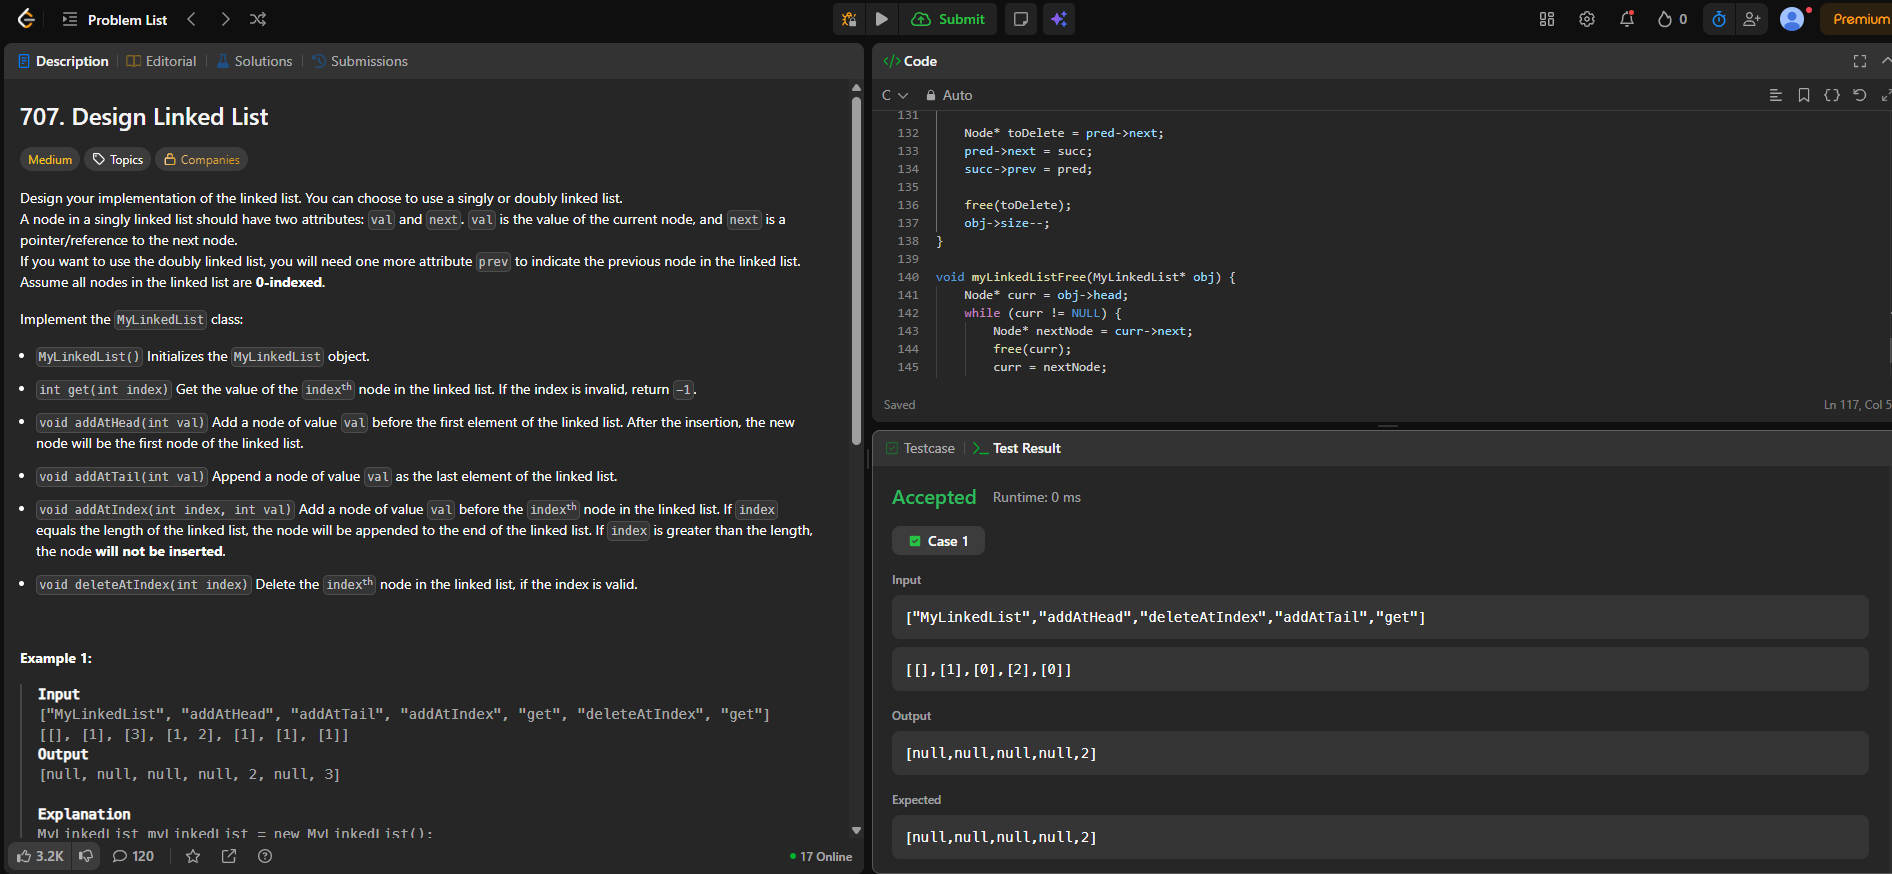 Problem List
Submit
0
Premium
Description
Editorial
Solutions
Submissions
707. Design Linked List
Medium
Topics
Companies
Design your implementation of the linked list. You can choose to use a singly or doubly linked list.
A node in a singly linked list should have two attributes: val and next. val is the value of the current node, and next is a
pointer/reference to the next node.
If you want to use the doubly linked list, you will need one more attribute prev to indicate the previous node in the linked list.
Assume all nodes in the linked list are 0-indexed.
Implement the MyLinkedList class:
• MyLinkedList() Initializes the MyLinkedList object.
• int get(int index) Get the value of the indexth node in the linked list. If the index is invalid, return -1.
• void addAtHead(int val) Add a node of value val before the first element of the linked list. After the insertion, the new
node will be the first node of the linked list.
• void addAtTail(int val) Append a node of value val as the last element of the linked list.
• void addAtIndex(int index, int val) Add a node of value val before the indexth node in the linked list. If index
equals the length of the linked list, the node will be appended to the end of the linked list. If index is greater than the length,
the node will not be inserted.
• void deleteAtIndex(int index) Delete the indexth node in the linked list, if the index is valid.
Example 1:
Input
["MyLinkedList", "addAtHead", "addAtTail", "addAtIndex", "get", "deleteAtIndex", "get"]
[[], [1], [3], [1, 2], [1], [1], [1]]
Output
[null, null, null, null, 2, null, 3]
Explanation
MyLinkedList myLinkedList = new MyLinkedList();
3.2K
120
17 Online
</> Code
C
Auto
131
132 Node* toDelete = pred->next;
133 pred->next = succ;
134 succ->prev = pred;
135
136 free(toDelete);
137 obj->size--;
138 }
139
140 void myLinkedListFree(MyLinkedList* obj) {
141 Node* curr = obj->head;
142 while (curr != NULL) {
143 Node* nextNode = curr->next;
144 free(curr);
145 curr = nextNode;
Saved
Ln 117, Col 5
Testcase
Test Result
Accepted
Runtime: 0 ms
Case 1
Input
["MyLinkedList","addAtHead","deleteAtIndex","addAtTail","get"]
[[],[1],[0],[2],[0]]
Output
[null,null,null,null,2]
Expected
[null,null,null,null,2]